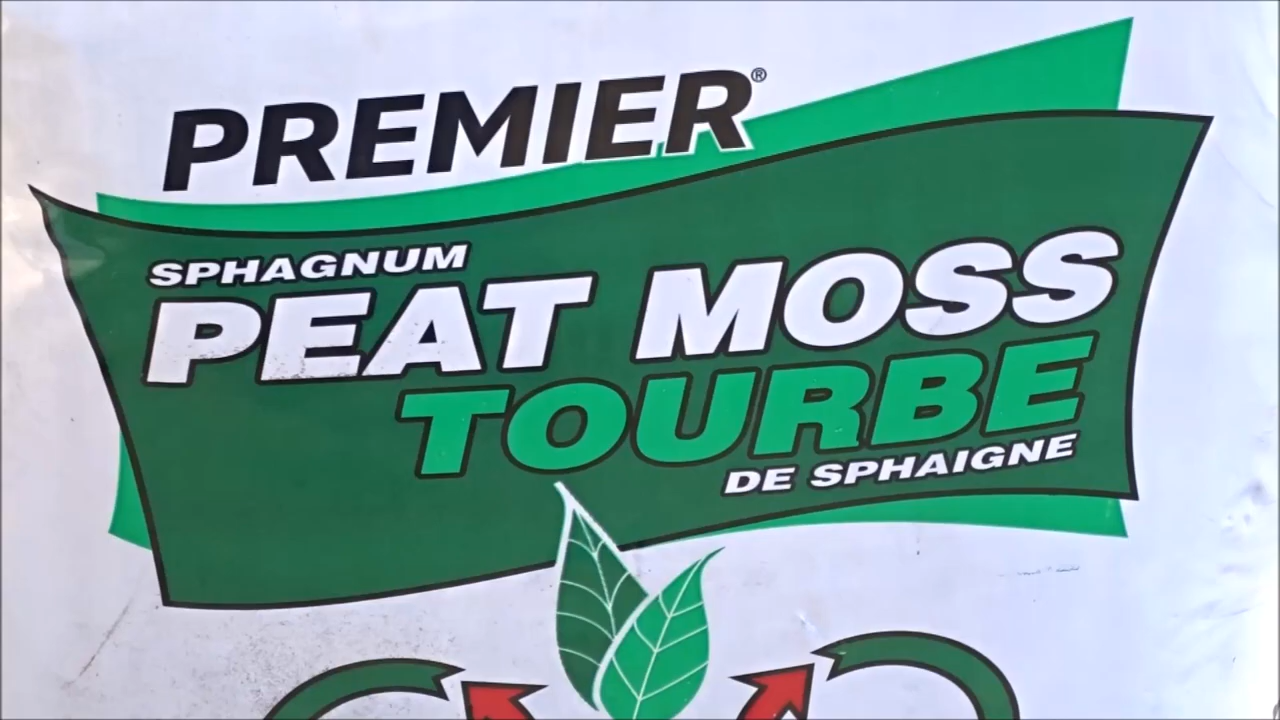 PREMIER®
SPHAGNUM
PEAT MOSS
TOURBE
DE SPHAIGNE